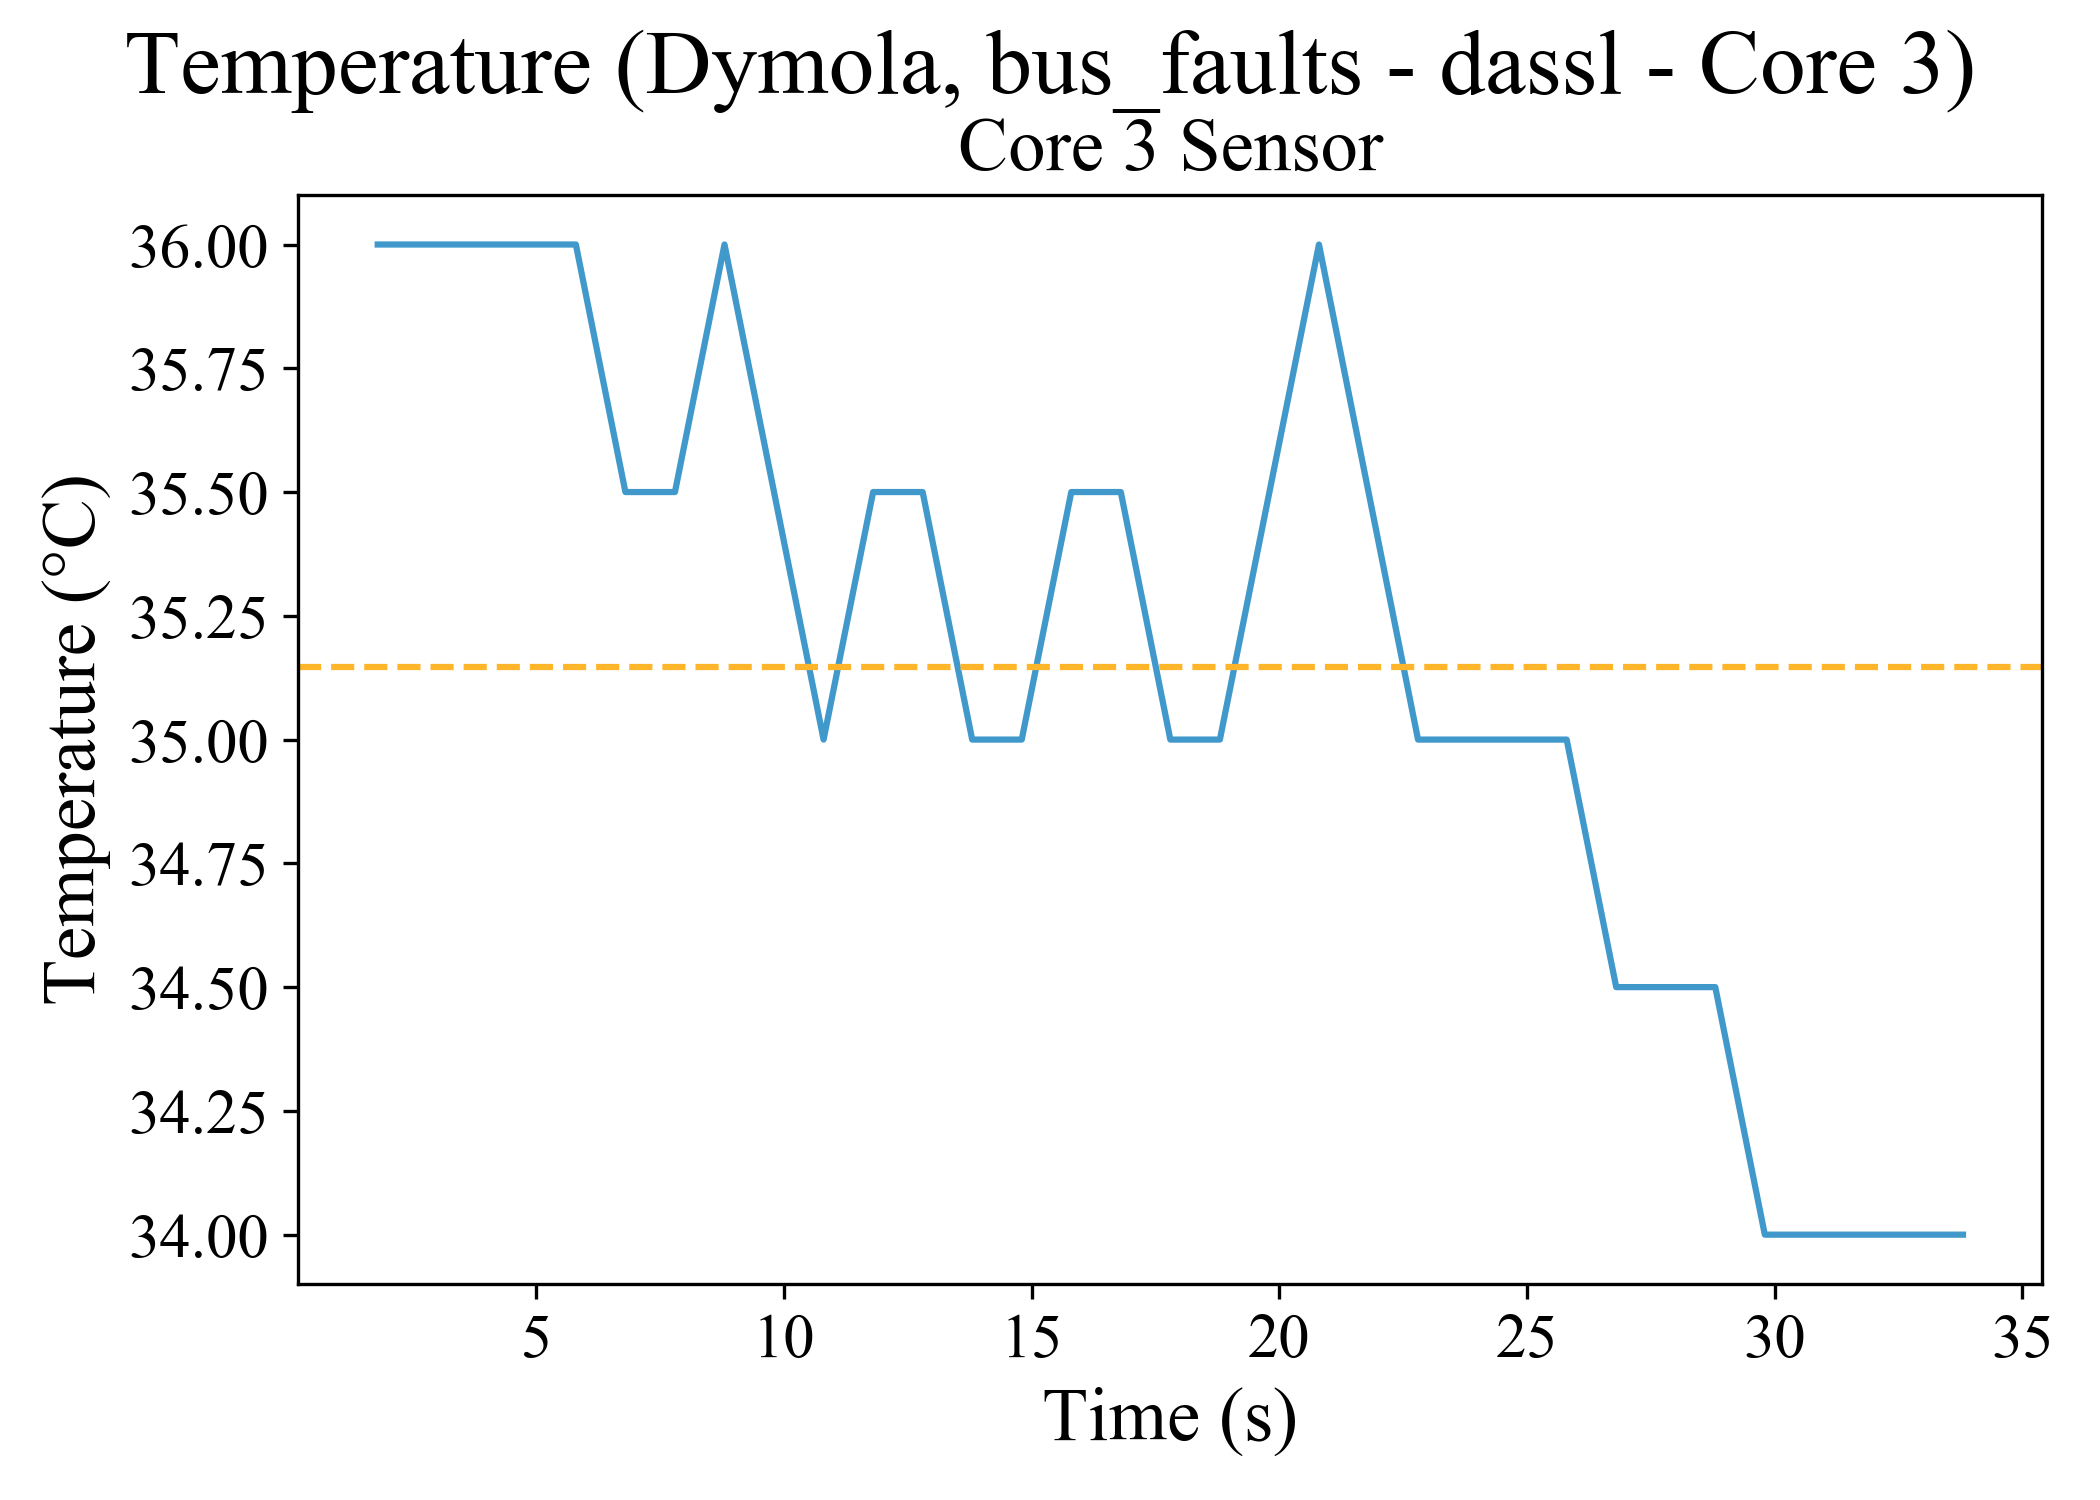 Temperature (Dymola, bus_faults - dassl - Core 3)
Core 3 Sensor
36.00
35.75
35.50
35.25
35.00
34.75
34.50
34.25
34.00
Temperature (°C)
5 10 15 20 25 30 35
Time (s)